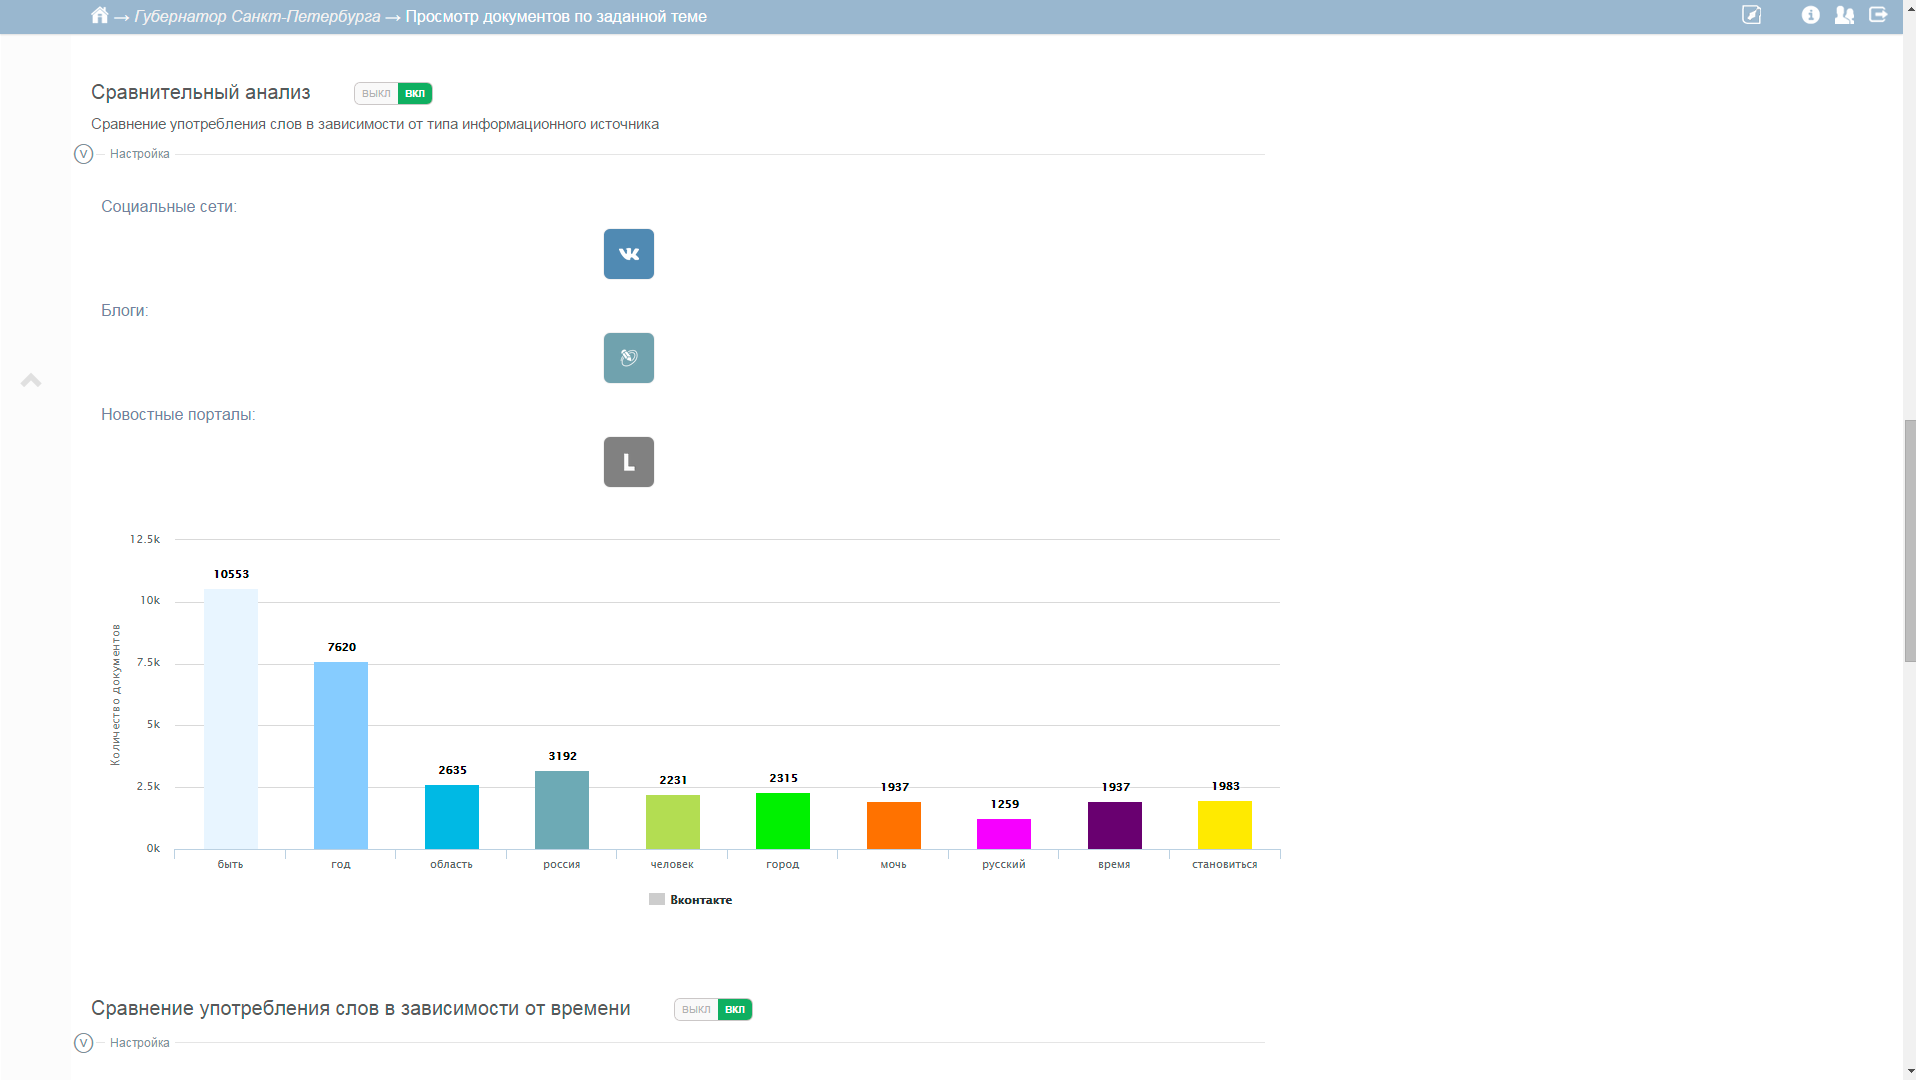 → Губернатор Санкт-Петербурга → Просмотр документов по заданной теме
Сравнительный анализ ВЫКЛ ВКЛ
Сравнение употребления слов в зависимости от типа информационного источника
Настройка
Социальные сети:
Блоги:
Новостные порталы:
L
Количество документов
12.5k
10k
7.5k
5k
2.5k
0k
10553
7620
2635
3192
2231
2315
1937
1259
1937
1983
быть год область россия человек город мочь русский время становиться
Вконтакте
Сравнение употребления слов в зависимости от времени ВЫКЛ ВКЛ
Настройка